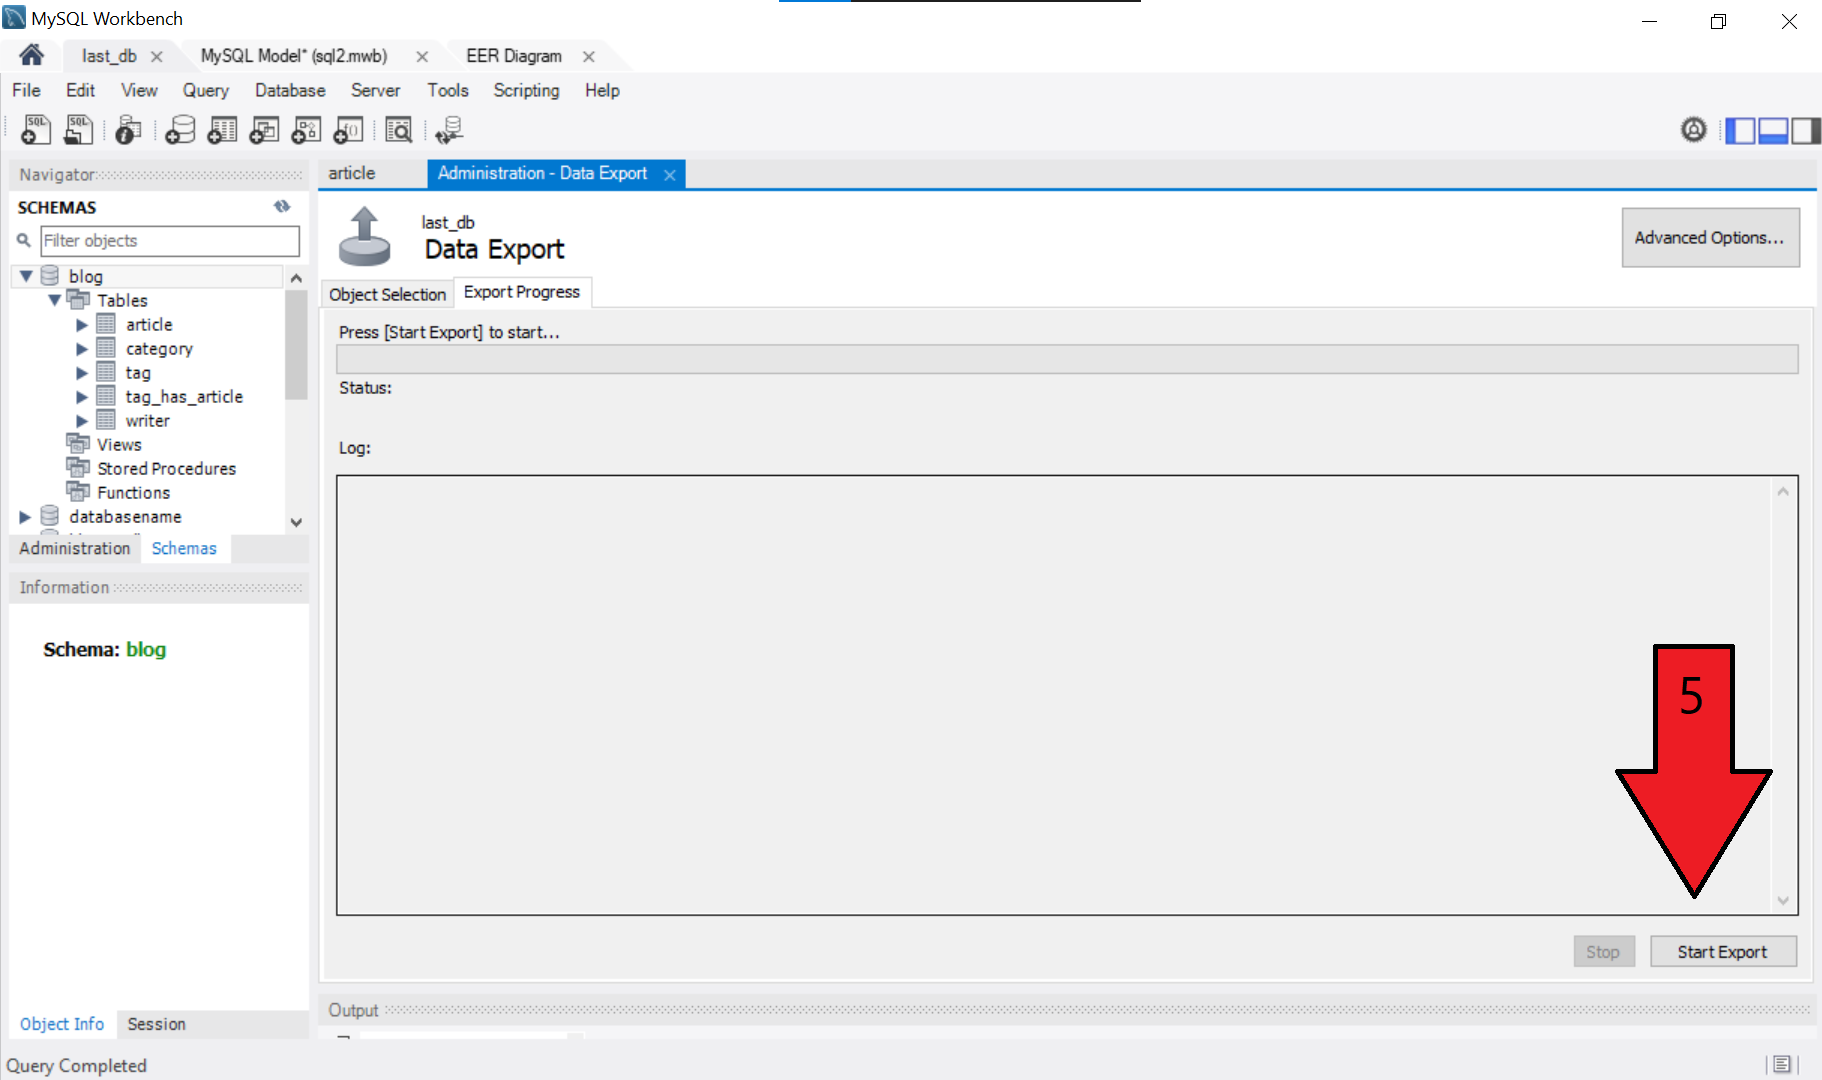 MySQL Workbench
last_db
MySQL Model* (sql2.mwb)
EER Diagram
File Edit View Query Database Server Tools Scripting Help
SQL SQL
Navigator
SCHEMAS
Filter objects
blog
Tables
article
category
tag
tag_has_article
writer
Views
Stored Procedures
Functions
databasename
Administration Schemas
Information
Schema: blog
Object Info Session
article
Administration - Data Export
last_db
Data Export
Advanced Options...
Object Selection Export Progress
Press [Start Export] to start...
Status:
Log:
5
Stop Start Export
Output
Query Completed